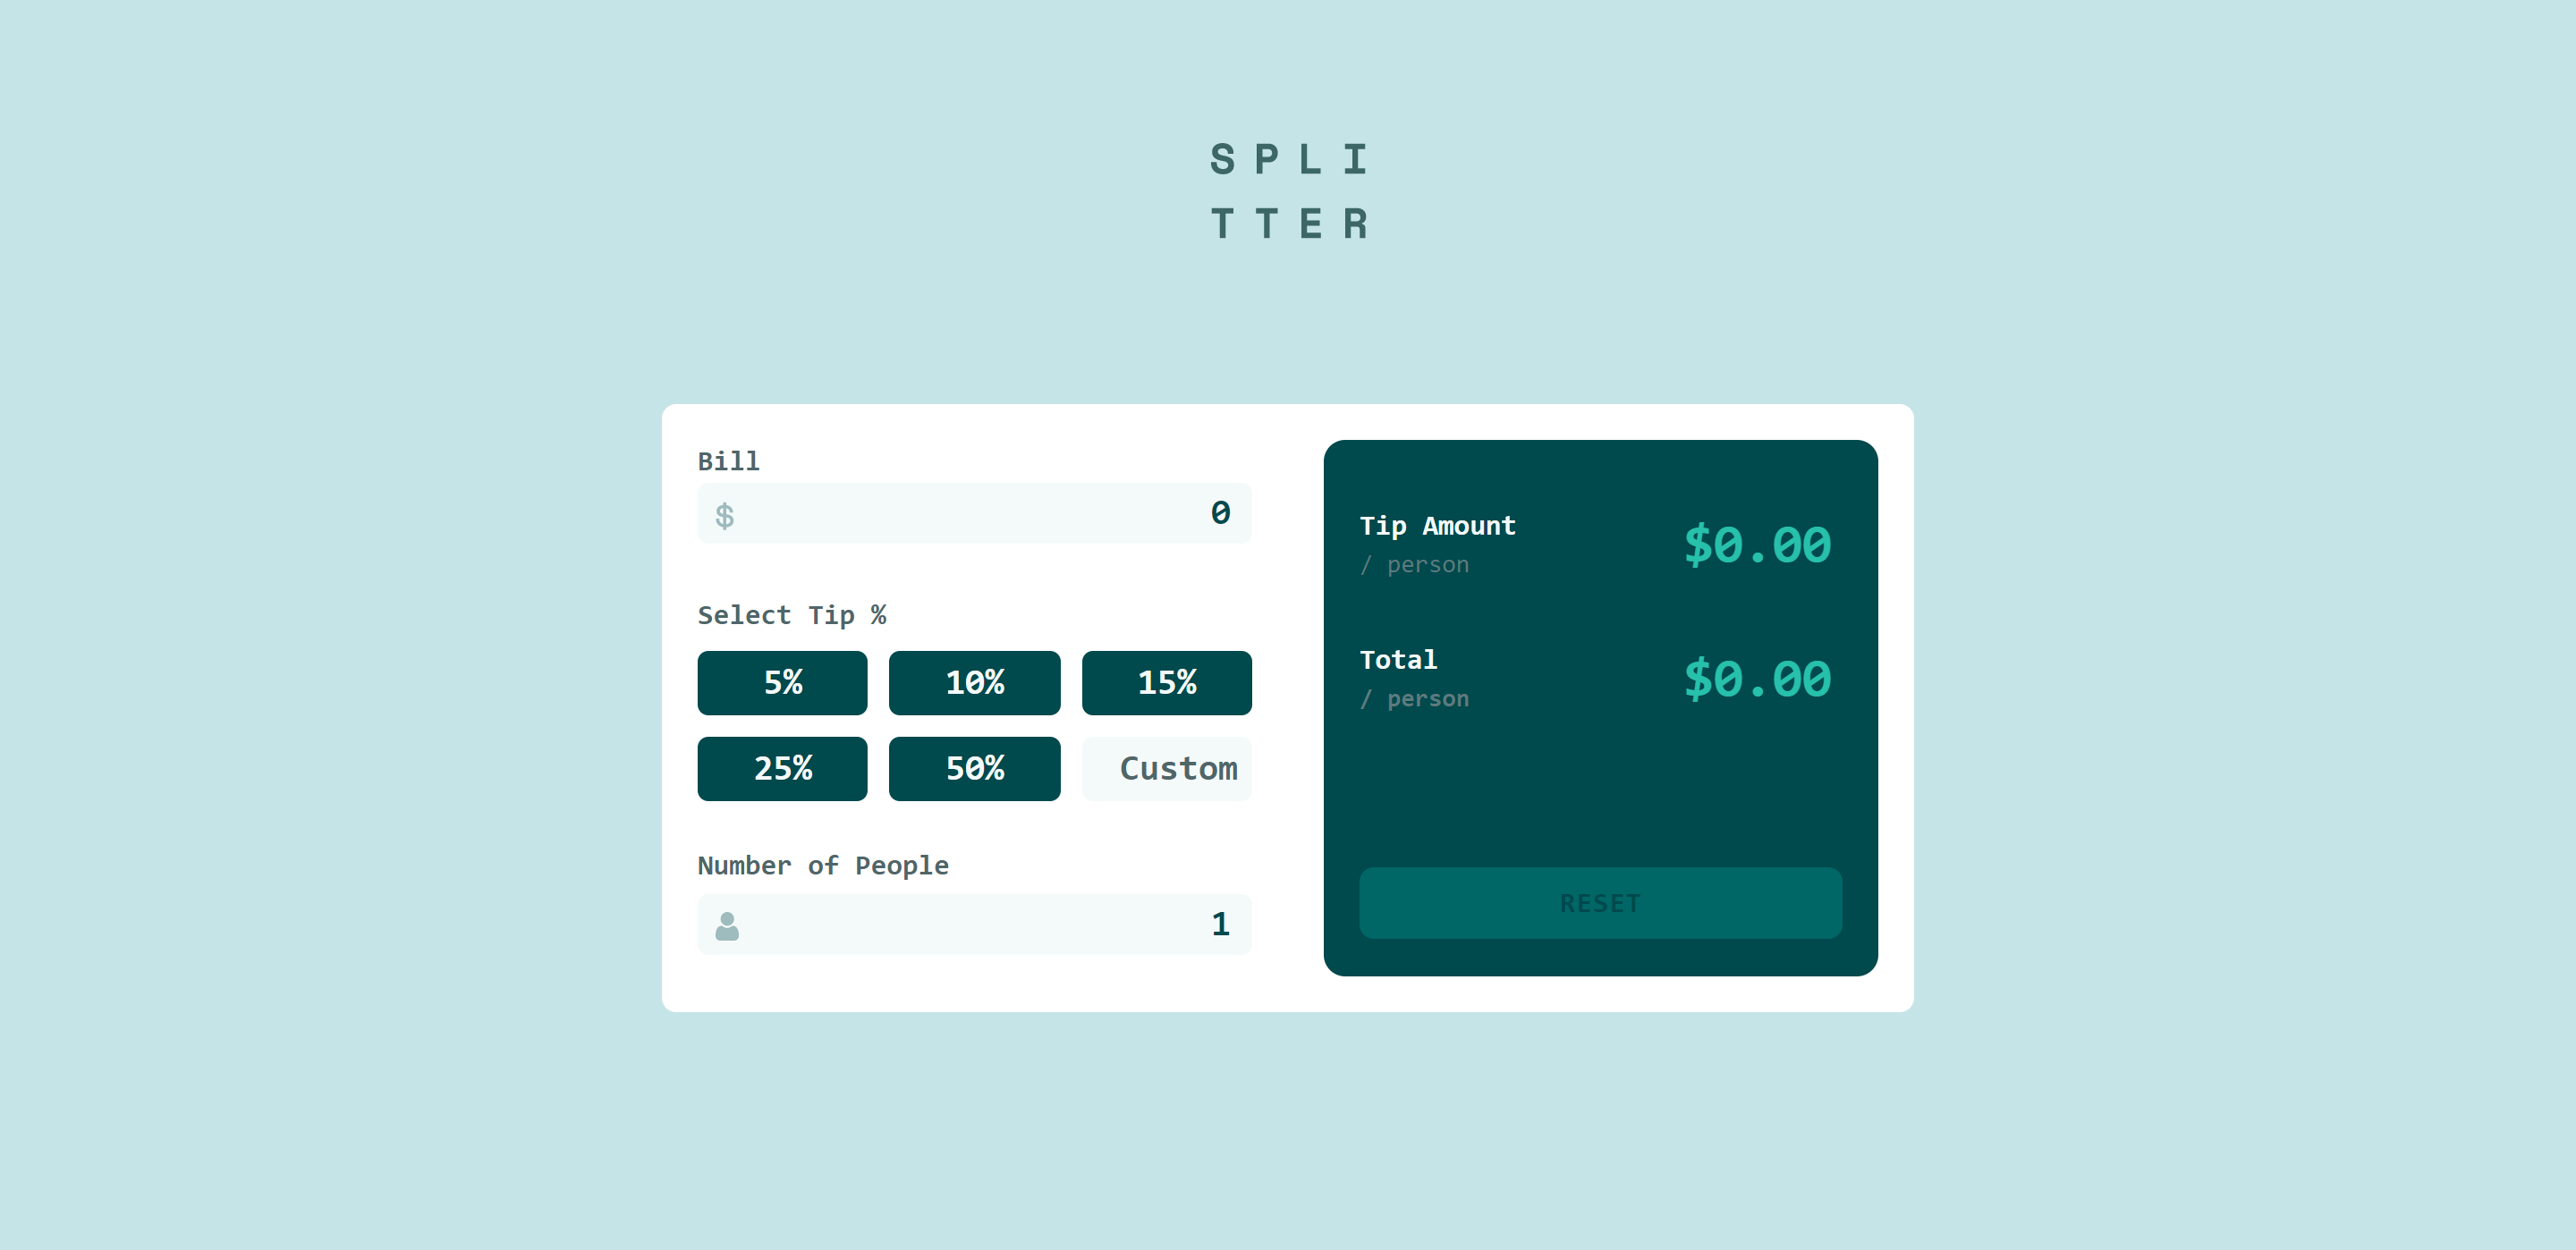 SPLI
TTER
Bill
$ 0
Select Tip %
5% 10% 15%
25% 50% Custom
Number of People
1
Tip Amount
/ person
$0.00
Total
/ person
$0.00
RESET